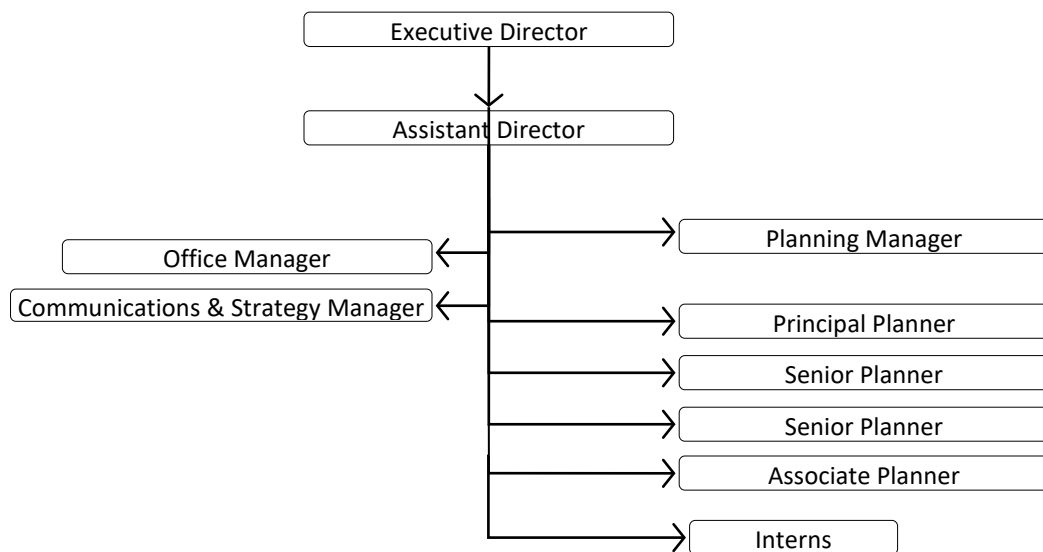 Executive Director
Assistant Director
Planning Manager
Office Manager
Communications & Strategy Manager
Principal Planner
Senior Planner
Senior Planner
Associate Planner
Interns